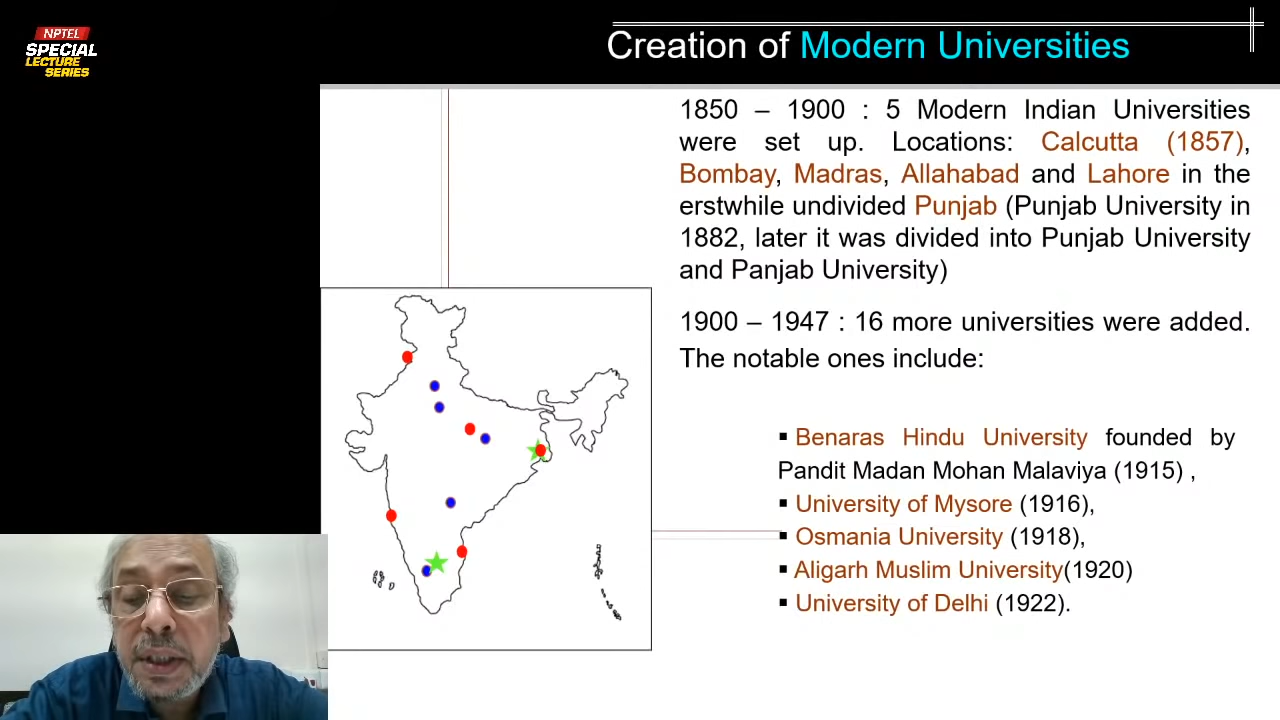 NPTEL
SPECIAL
LECTURE
SERIES
Creation of Modern Universities
1850 – 1900 : 5 Modern Indian Universities
were set up. Locations: Calcutta (1857),
Bombay, Madras, Allahabad and Lahore in the
erstwhile undivided Punjab (Punjab University in
1882, later it was divided into Punjab University
and Panjab University)
1900 – 1947 : 16 more universities were added.
The notable ones include:
▪ Benaras Hindu University founded by
Pandit Madan Mohan Malaviya (1915) ,
▪ University of Mysore (1916),
▪ Osmania University (1918),
▪ Aligarh Muslim University(1920)
▪ University of Delhi (1922).